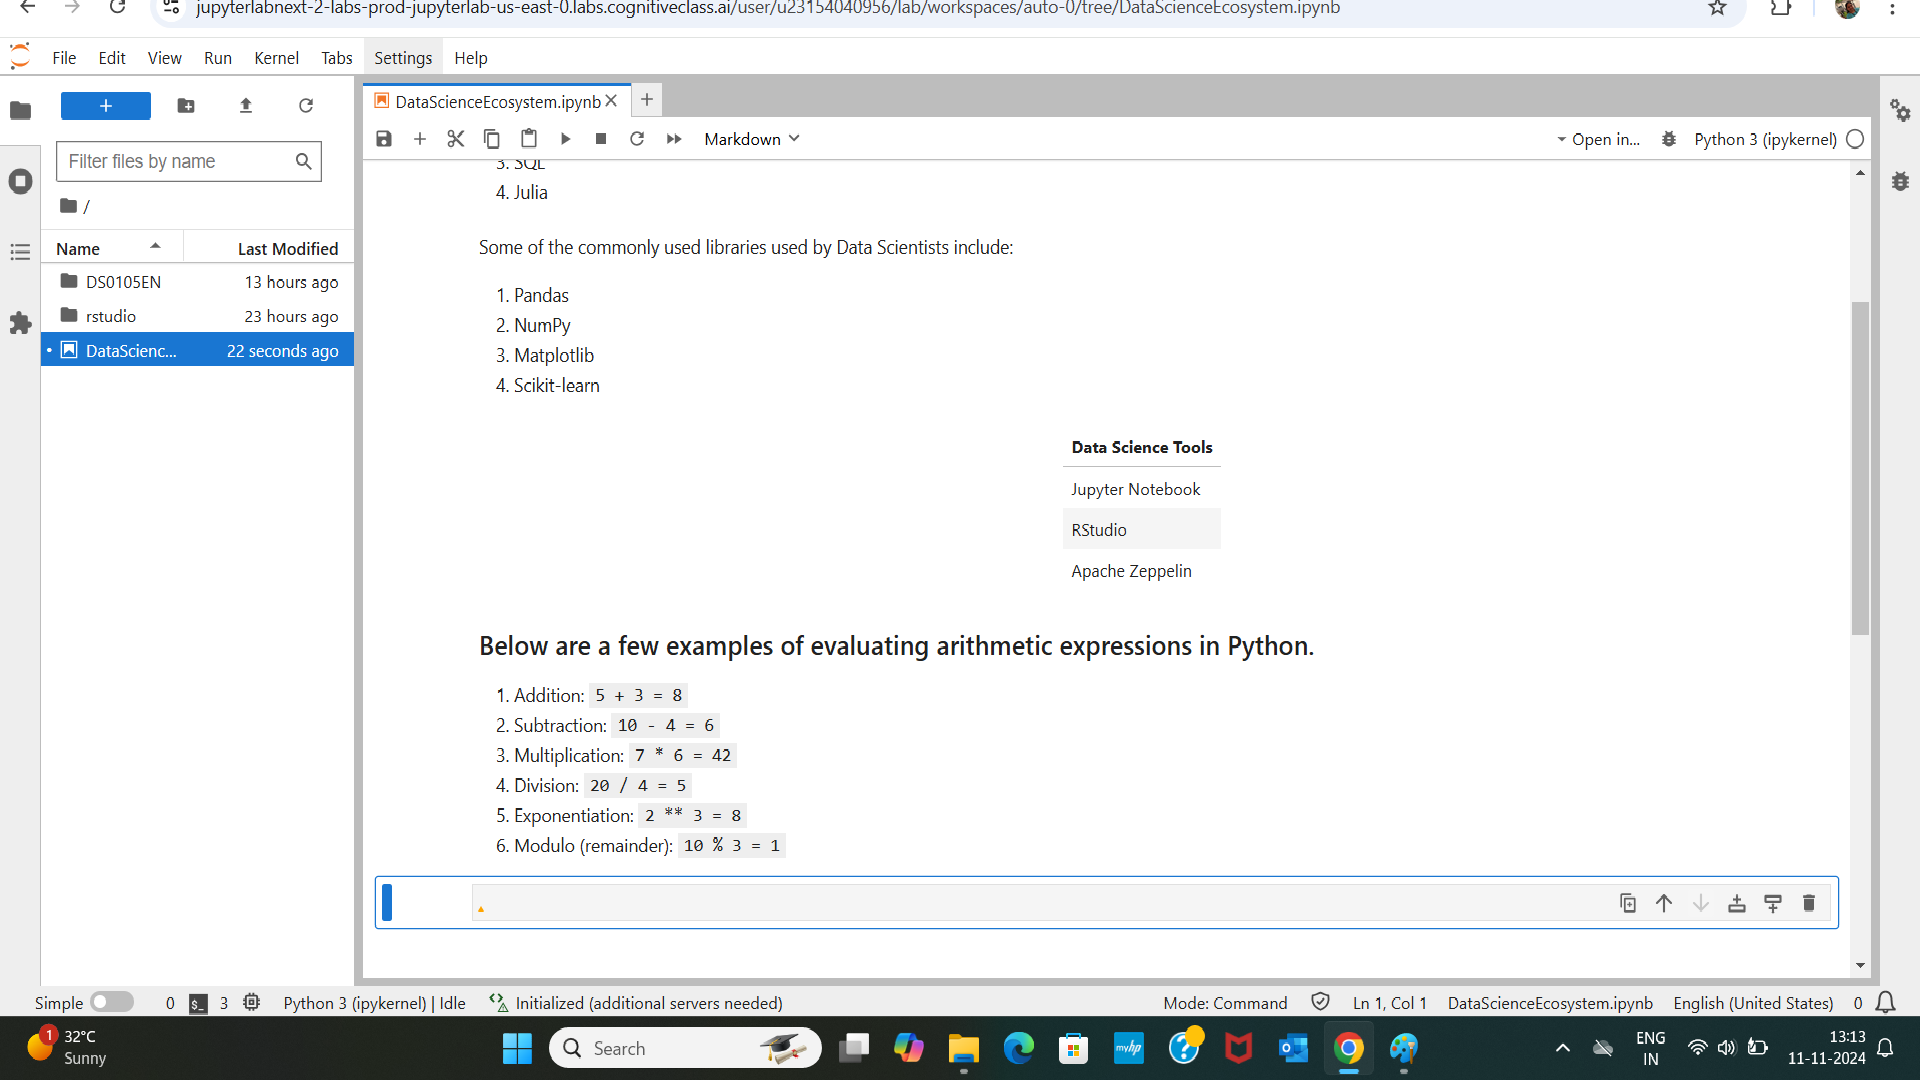 jupyterlabnext-2-labs-prod-jupyterlab-us-east-0.labs.cognitiveclass.ai/user/u23154040956/lab/workspaces/auto-0/tree/DataScienceEcosystem.ipynb
File Edit View Run Kernel Tabs Settings Help
DataScienceEcosystem.ipynb
Markdown
Open in...
Python 3 (ipykernel)
Filter files by name
/
Name Last Modified
DS0105EN 13 hours ago
rstudio 23 hours ago
DataScienc... 22 seconds ago
3. SQL
4. Julia
Some of the commonly used libraries used by Data Scientists include:
1. Pandas
2. NumPy
3. Matplotlib
4. Scikit-learn
Data Science Tools
Jupyter Notebook
RStudio
Apache Zeppelin
Below are a few examples of evaluating arithmetic expressions in Python.
1. Addition: 5 + 3 = 8
2. Subtraction: 10 - 4 = 6
3. Multiplication: 7 * 6 = 42
4. Division: 20 / 4 = 5
5. Exponentiation: 2 ** 3 = 8
6. Modulo (remainder): 10 % 3 = 1
Simple 0 $_ 3 Python 3 (ipykernel) | Idle Initialized (additional servers needed) Mode: Command Ln 1, Col 1 DataScienceEcosystem.ipynb English (United States) 0
1 32°C
Sunny
Search
myhp
ENG
IN
13:13
11-11-2024